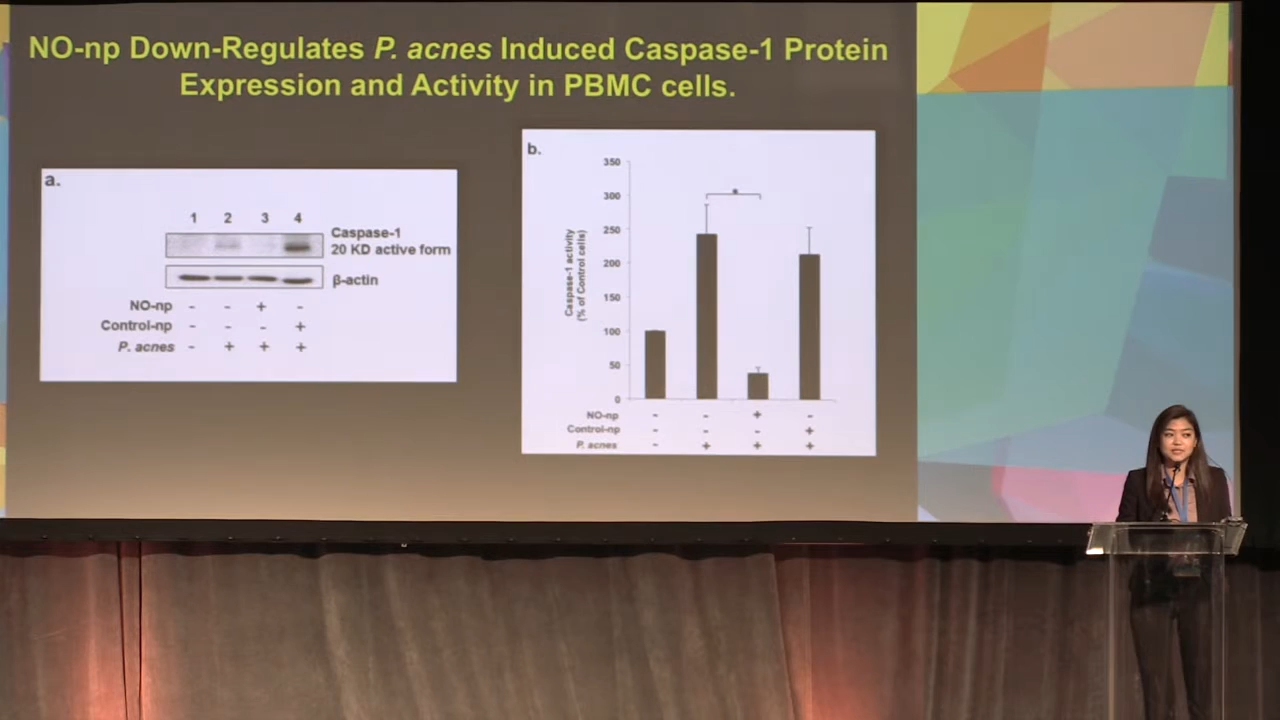 NO-np Down-Regulates P. acnes Induced Caspase-1 Protein
Expression and Activity in PBMC cells.
a.
1 2 3 4
Caspase-1
20 KD active form
β-actin
NO-np - - + -
Control-np - - - +
P. acnes - + + +
b.
Caspase-1 activity
(% of Control cells)
350
300
250
200
150
100
50
0
*
NO-np - - + -
Control-np - - - +
P. acnes - + + +